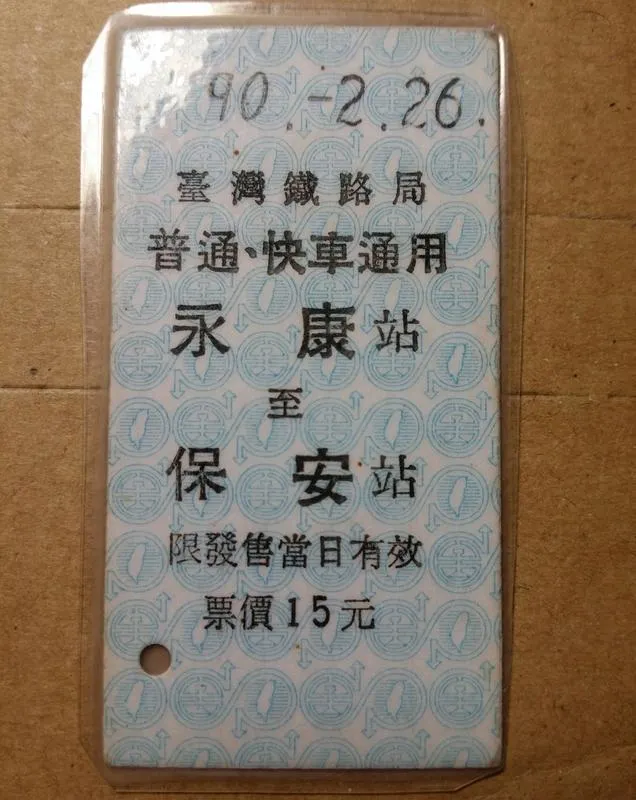 90.-2.26.
臺灣鐵路局
普通、快車通用
永康站
至
保安站
限發售當日有效
票價15元